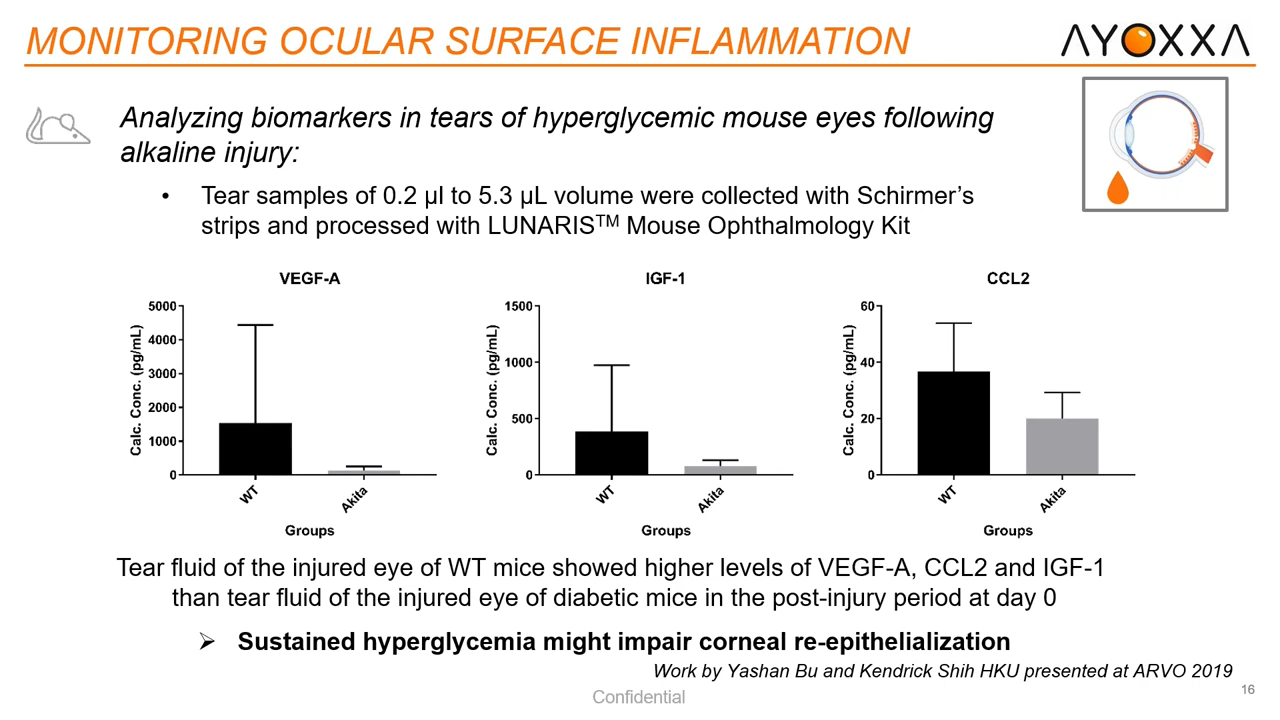 MONITORING OCULAR SURFACE INFLAMMATION
AYOXXA
Analyzing biomarkers in tears of hyperglycemic mouse eyes following
alkaline injury:
• Tear samples of 0.2 µl to 5.3 µL volume were collected with Schirmer’s
strips and processed with LUNARIS™ Mouse Ophthalmology Kit
VEGF-A
Calc. Conc. (pg/mL)
5000
4000
3000
2000
1000
0
WT
Akita
Groups
IGF-1
Calc. Conc. (pg/mL)
1500
1000
500
0
WT
Akita
Groups
CCL2
Calc. Conc. (pg/mL)
60
40
20
0
WT
Akita
Groups
Tear fluid of the injured eye of WT mice showed higher levels of VEGF-A, CCL2 and IGF-1
than tear fluid of the injured eye of diabetic mice in the post-injury period at day 0
➢ Sustained hyperglycemia might impair corneal re-epithelialization
Work by Yashan Bu and Kendrick Shih HKU presented at ARVO 2019
Confidential
16